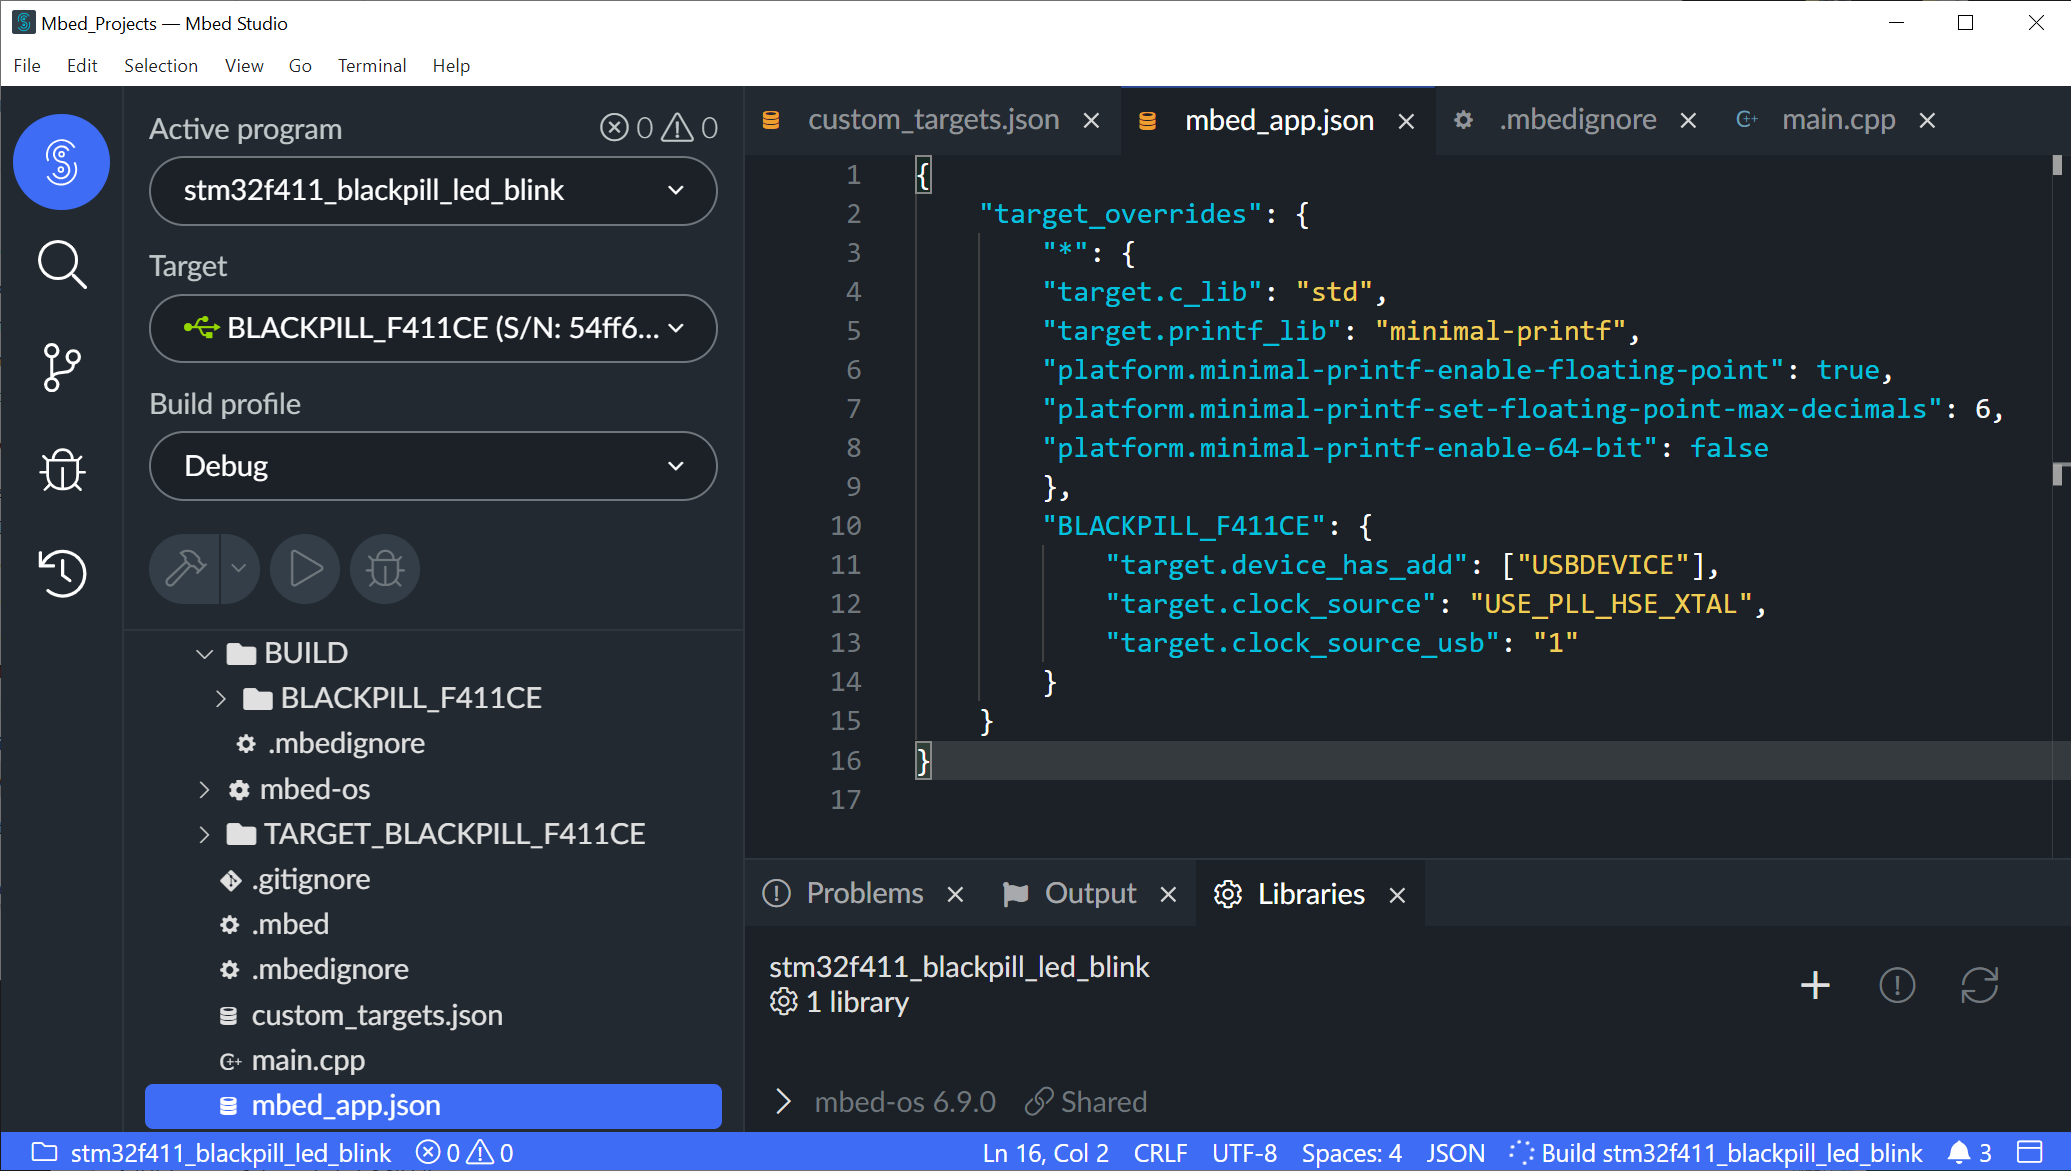 Mbed_Projects — Mbed Studio
File Edit Selection View Go Terminal Help
Active program 0 0
stm32f411_blackpill_led_blink
Target
BLACKPILL_F411CE (S/N: 54ff6...
Build profile
Debug
BUILD
BLACKPILL_F411CE
.mbedignore
mbed-os
TARGET_BLACKPILL_F411CE
.gitignore
.mbed
.mbedignore
custom_targets.json
main.cpp
mbed_app.json
custom_targets.json mbed_app.json .mbedignore main.cpp
1 {
2 "target_overrides": {
3 "*": {
4 "target.c_lib": "std",
5 "target.printf_lib": "minimal-printf",
6 "platform.minimal-printf-enable-floating-point": true,
7 "platform.minimal-printf-set-floating-point-max-decimals": 6,
8 "platform.minimal-printf-enable-64-bit": false
9 },
10 "BLACKPILL_F411CE": {
11 "target.device_has_add": ["USBDEVICE"],
12 "target.clock_source": "USE_PLL_HSE_XTAL",
13 "target.clock_source_usb": "1"
14 }
15 }
16 }
17
Problems Output Libraries
stm32f411_blackpill_led_blink
1 library
mbed-os 6.9.0 Shared
stm32f411_blackpill_led_blink 0 0 Ln 16, Col 2 CRLF UTF-8 Spaces: 4 JSON Build stm32f411_blackpill_led_blink 3